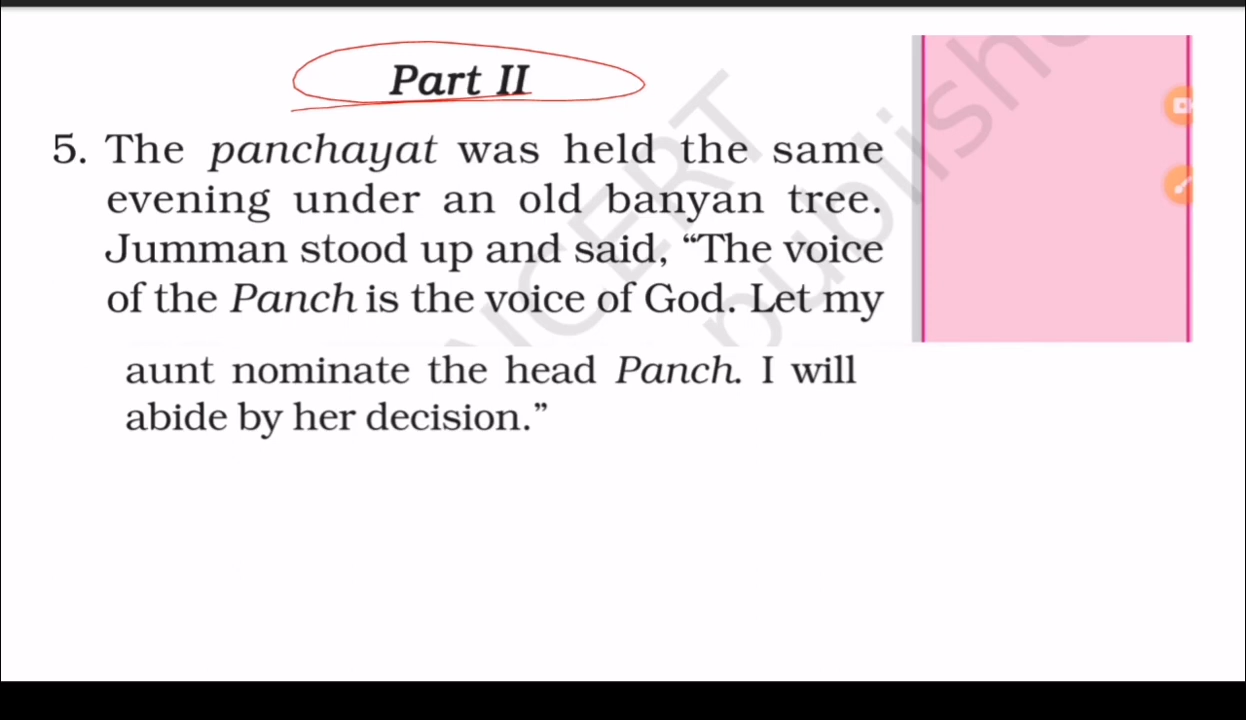 Part II
5. The panchayat was held the same
evening under an old banyan tree.
Jumman stood up and said, “The voice
of the Panch is the voice of God. Let my
aunt nominate the head Panch. I will
abide by her decision.”
NCERT
publish